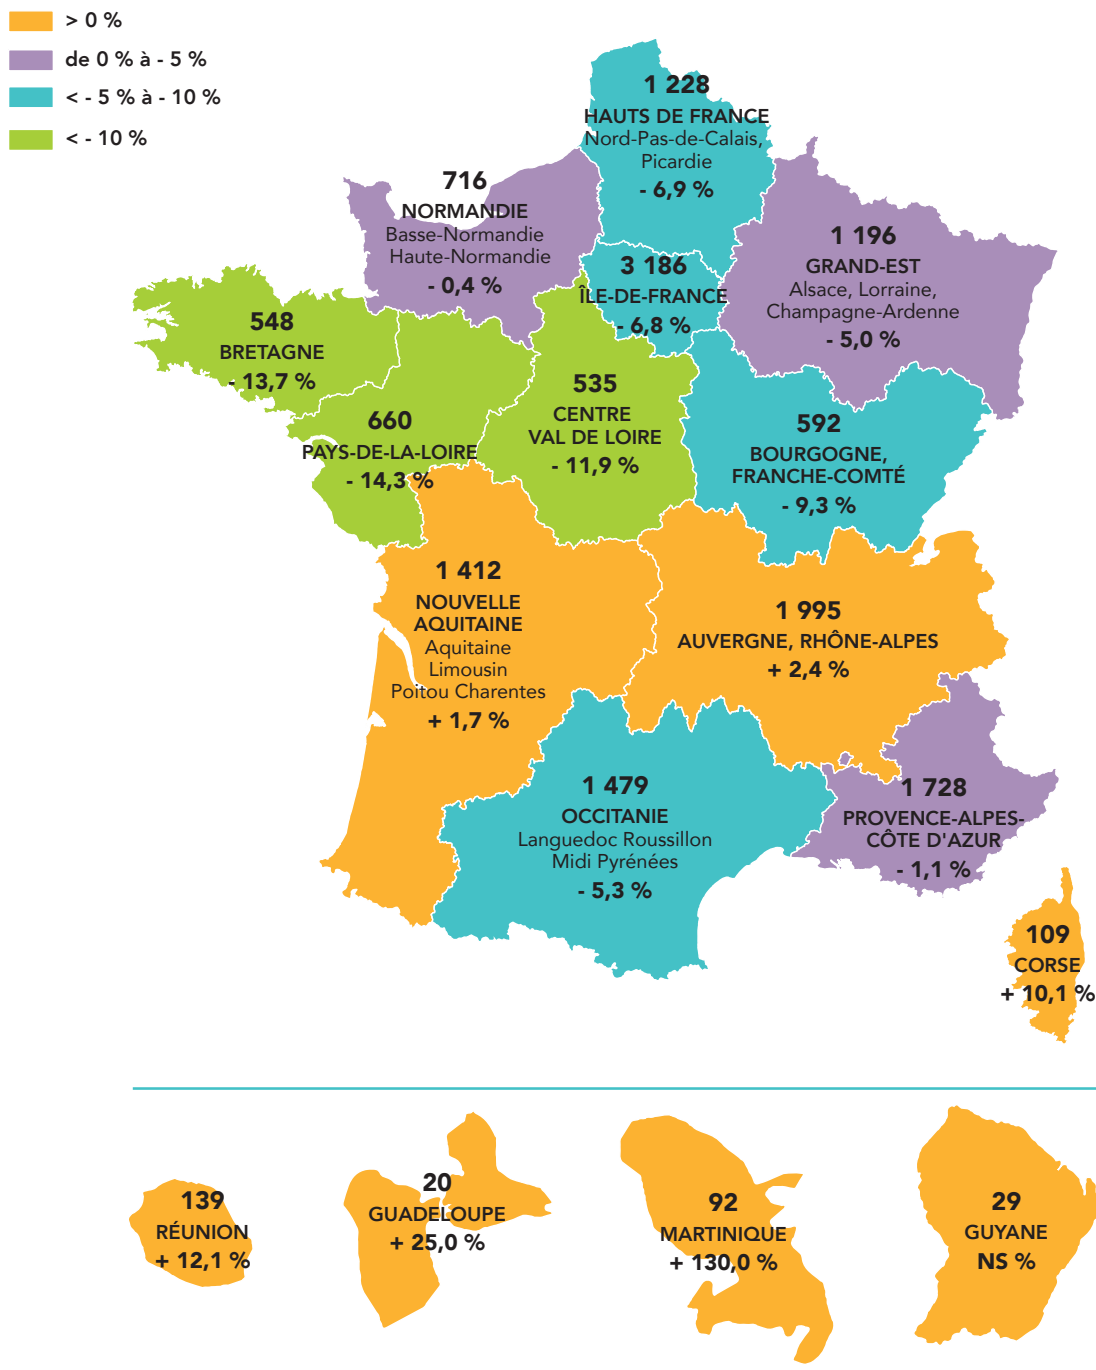 > 0 %
de 0 % à - 5 %
< - 5 % à - 10 %
< - 10 %
1 228
HAUTS DE FRANCE
Nord-Pas-de-Calais,
Picardie
- 6,9 %
716
NORMANDIE
Basse-Normandie
Haute-Normandie
- 0,4 %
1 196
GRAND-EST
Alsace, Lorraine,
Champagne-Ardenne
- 5,0 %
3 186
ÎLE-DE-FRANCE
- 6,8 %
548
BRETAGNE
- 13,7 %
660
PAYS-DE-LA-LOIRE
- 14,3 %
535
CENTRE
VAL DE LOIRE
- 11,9 %
592
BOURGOGNE,
FRANCHE-COMTÉ
- 9,3 %
1 412
NOUVELLE
AQUITAINE
Aquitaine
Limousin
Poitou Charentes
+ 1,7 %
1 995
AUVERGNE, RHÔNE-ALPES
+ 2,4 %
1 479
OCCITANIE
Languedoc Roussillon
Midi Pyrénées
- 5,3 %
1 728
PROVENCE-ALPES-
CÔTE D'AZUR
- 1,1 %
109
CORSE
+ 10,1 %
139
RÉUNION
+ 12,1 %
20
GUADELOUPE
+ 25,0 %
92
MARTINIQUE
+ 130,0 %
29
GUYANE
NS %